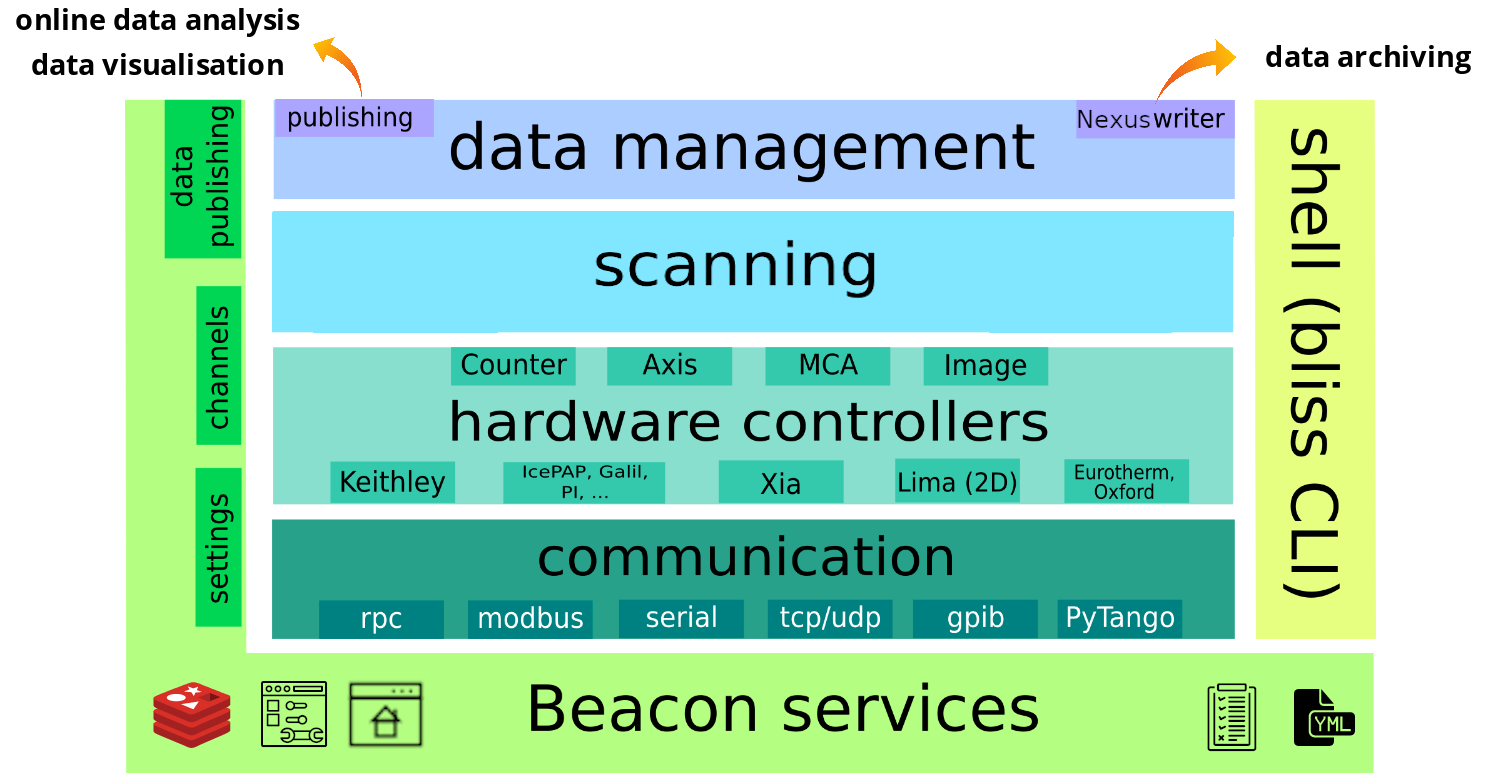 online data analysis
data visualisation
data archiving
data
publishing
channels
settings
publishing
Nexuswriter
data management
scanning
Counter
Axis
MCA
Image
hardware controllers
Keithley
IcePAP, Galil,
PI, ...
Xia
Lima (2D)
Eurotherm,
Oxford
communication
rpc
modbus
serial
tcp/udp
gpib
PyTango
shell (bliss CLI)
Beacon services
YML